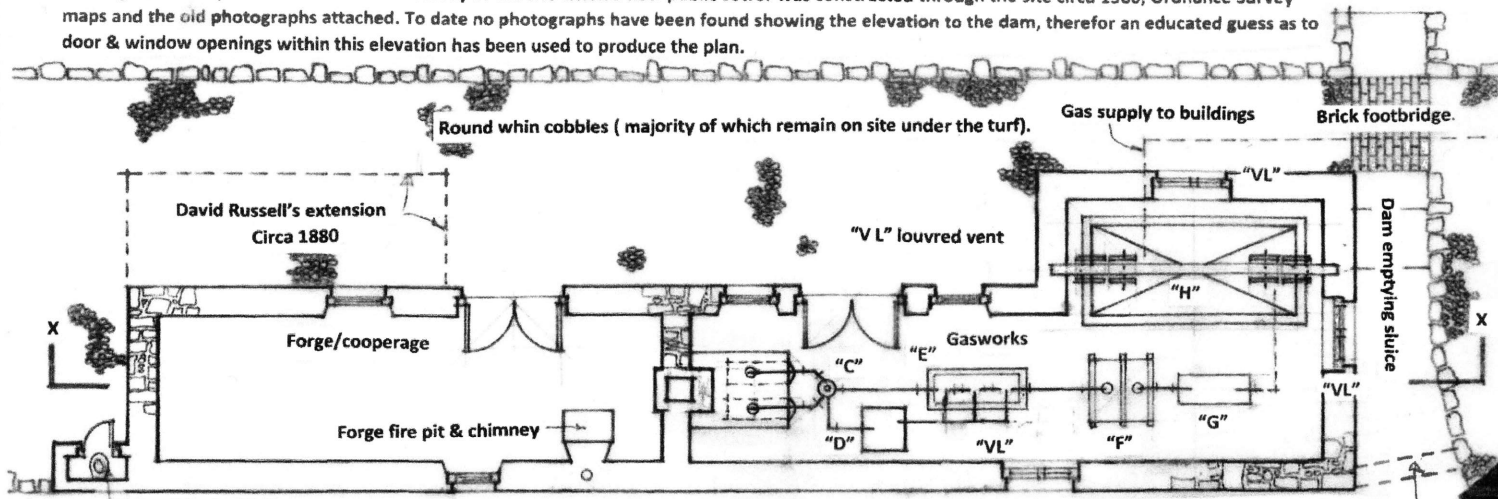 maps and the old photographs attached. To date no photographs have been found showing the elevation to the dam, therefor an educated guess as to
door & window openings within this elevation has been used to produce the plan.
Round whin cobbles ( majority of which remain on site under the turf).
Gas supply to buildings
Brick footbridge.
David Russell's extension
Circa 1880
"V L" louvred vent
"VL"
"H"
Dam emptying sluice
X
X
Forge/cooperage
Gasworks
"C"
"E"
"VL"
Forge fire pit & chimney
"D"
"VL"
"F"
"G"